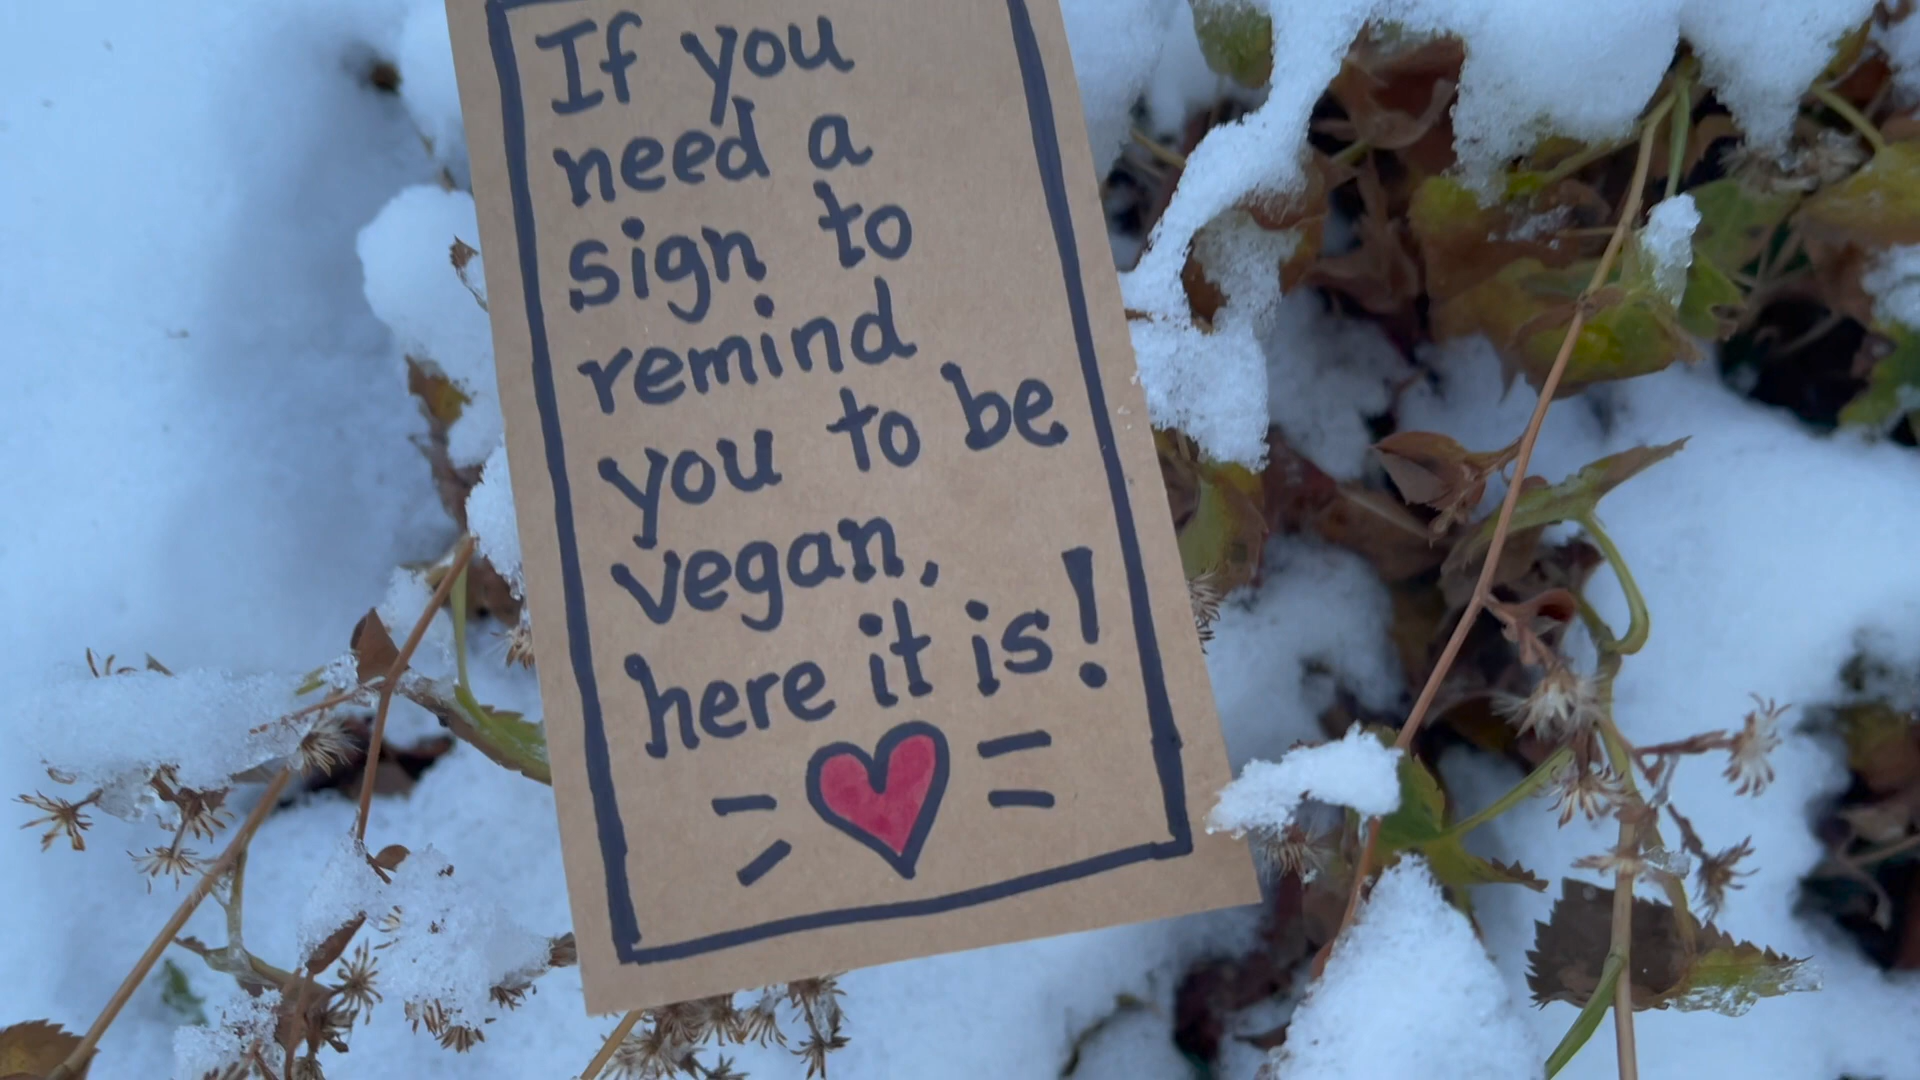 If you
need a
sign to
remind
you to be
vegan,
here it is!